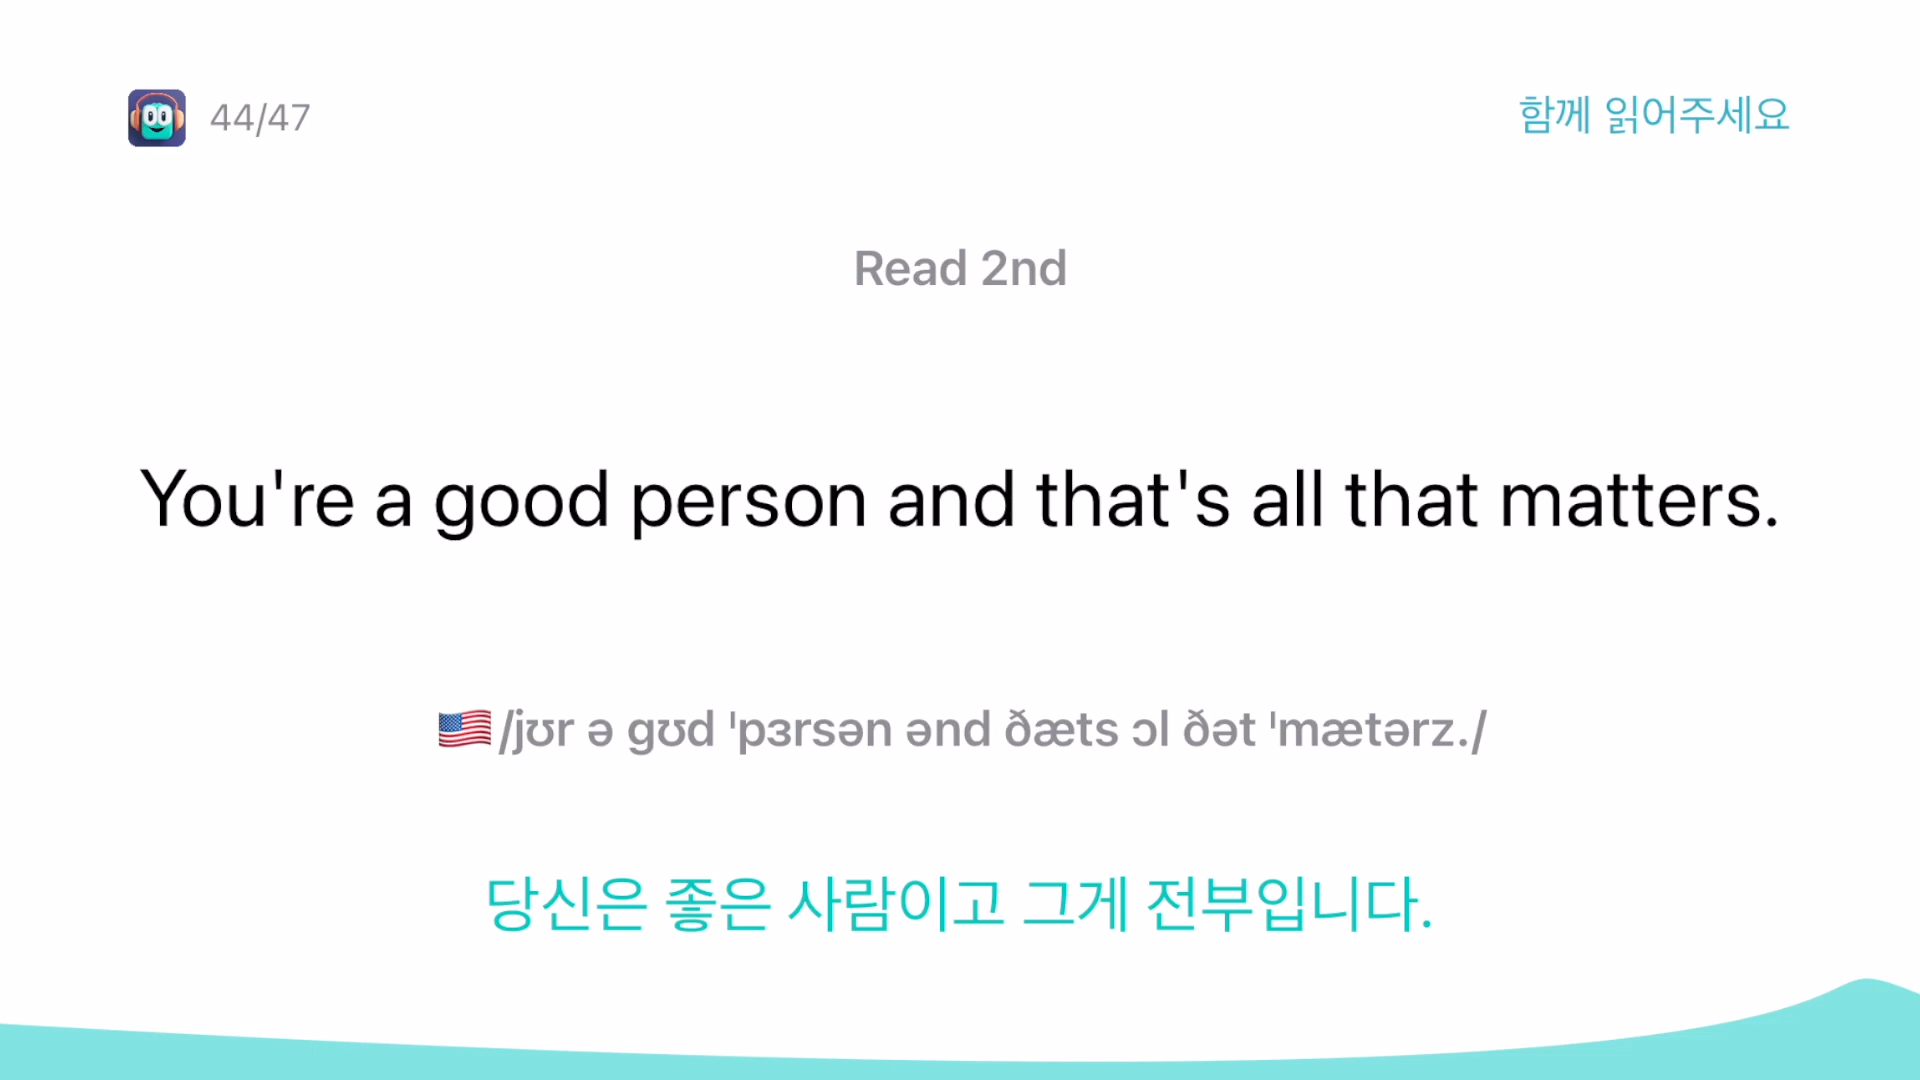 44/47
함께 읽어주세요
Read 2nd
You're a good person and that's all that matters.
/jʊr ə gʊd ˈpɜrsən ənd ðæts ɔl ðət ˈmætərz./
당신은 좋은 사람이고 그게 전부입니다.